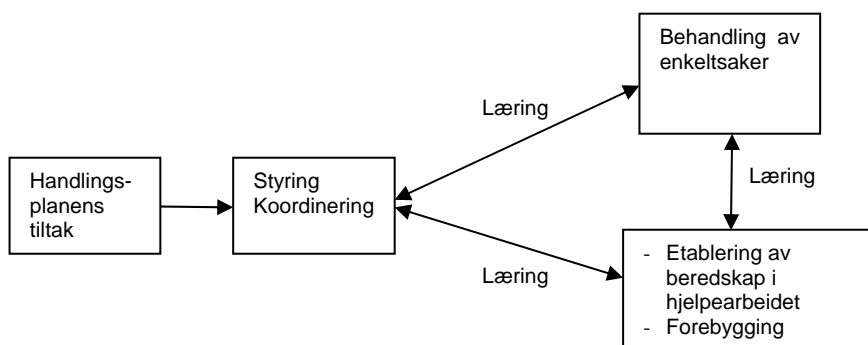 Handlings-
planens
tiltak
Styring
Koordinering
Læring
Læring
Behandling av
enkeltsaker
Læring
- Etablering av
beredskap i
hjelpearbeidet
- Forebygging